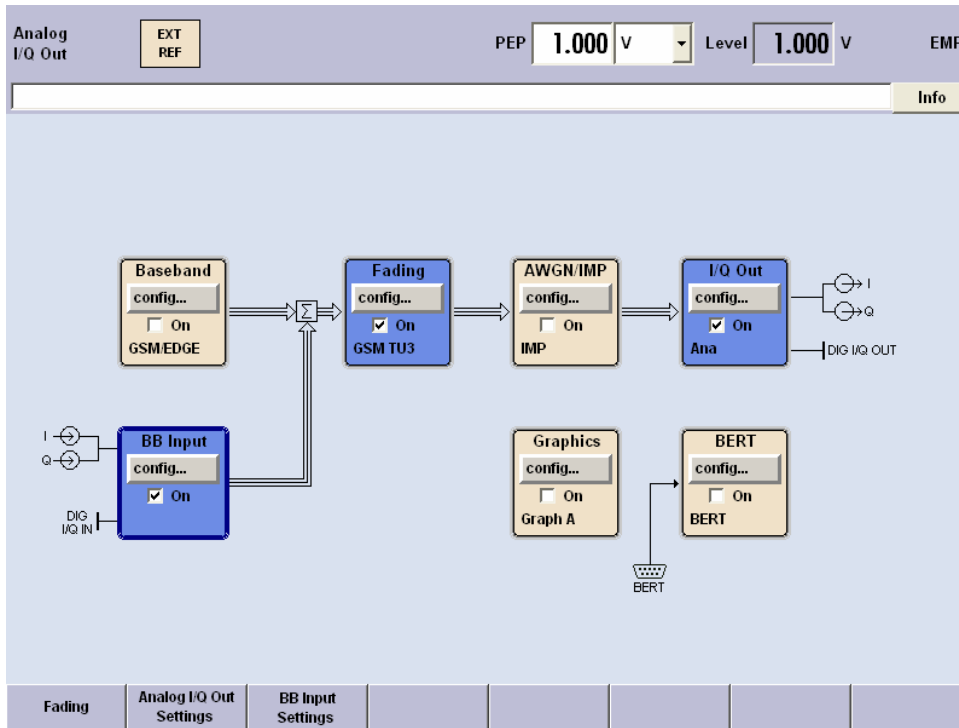 Analog
I/Q Out
EXT
REF
PEP 1.000 V Level 1.000 V EMF
Info
Baseband
config...
On
GSM/EDGE
Σ
Fading
config...
On
GSM TU3
AWGN/IMP
config...
On
IMP
I/Q Out
config...
On
Ana
I
Q
DIG I/Q OUT
I
Q
DIG
I/Q IN
BB Input
config...
On
Graphics
config...
On
Graph A
BERT
config...
On
BERT
BERT
Fading
Analog I/Q Out
Settings
BB Input
Settings